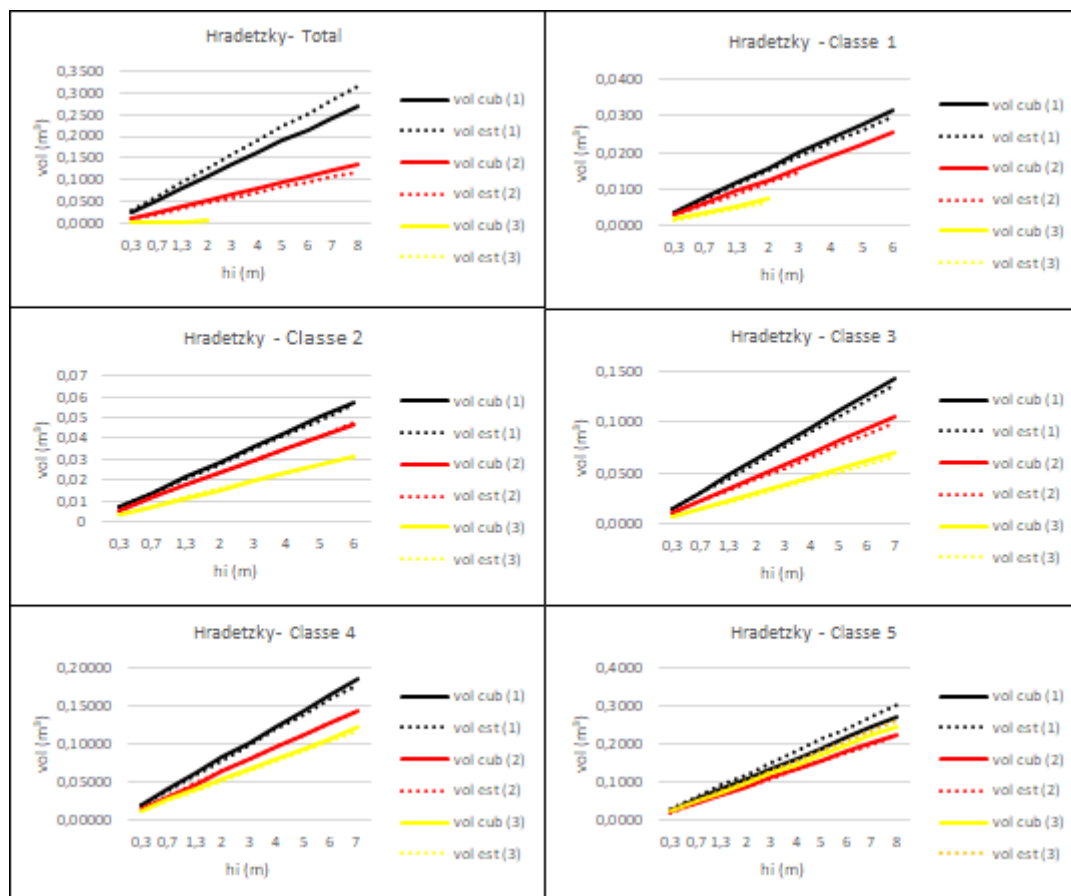 Hradetzky- Total
0,3500
0,3000
0,2500
0,2000
0,1500
0,1000
0,0500
0,0000
vol (m³)
0,3 0,7 1,3 2 3 4 5 6 8
hi (m)
vol cub (1)
vol est (1)
vol cub (2)
vol est (2)
vol cub (3)
vol est (3)
Hradetzky - Classe 1
0,0400
0,0300
0,0200
0,0100
0,0000
vol (m³)
0,3 0,7 1,3 2 3 4 5 6
hi (m)
vol cub (1)
vol est (1)
vol cub (2)
vol est (2)
vol cub (3)
vol est (3)
Hradetzky - Classe 2
0,07
0,06
0,05
0,04
0,03
0,02
0,01
0
vol (m³)
0,3 0,7 1,3 2 3 4 5 6
hi (m)
vol cub (1)
vol est (1)
vol cub (2)
vol est (2)
vol cub (3)
vol est (3)
Hradetzky - Classe 3
0,1500
0,1000
0,0500
0,0000
vol (m³)
0,3 0,7 1,3 2 3 4 5 6 7
hi (m)
vol cub (1)
vol est (1)
vol cub (2)
vol est (2)
vol cub (3)
vol est (3)
Hradetzky- Classe 4
0,20000
0,15000
0,10000
0,05000
0,00000
vol (m³)
0,3 0,7 1,3 2 3 4 5 6 7
hi (m)
vol cub (1)
vol est (1)
vol cub (2)
vol est (2)
vol cub (3)
vol est (3)
Hradetzky - Classe 5
0,4000
0,3000
0,2000
0,1000
0,0000
vol (m³)
0,3 0,7 1,3 2 3 4 5 6 7 8
hi (m)
vol cub (1)
vol est (1)
vol cub (2)
vol est (2)
vol cub (3)
vol est (3)